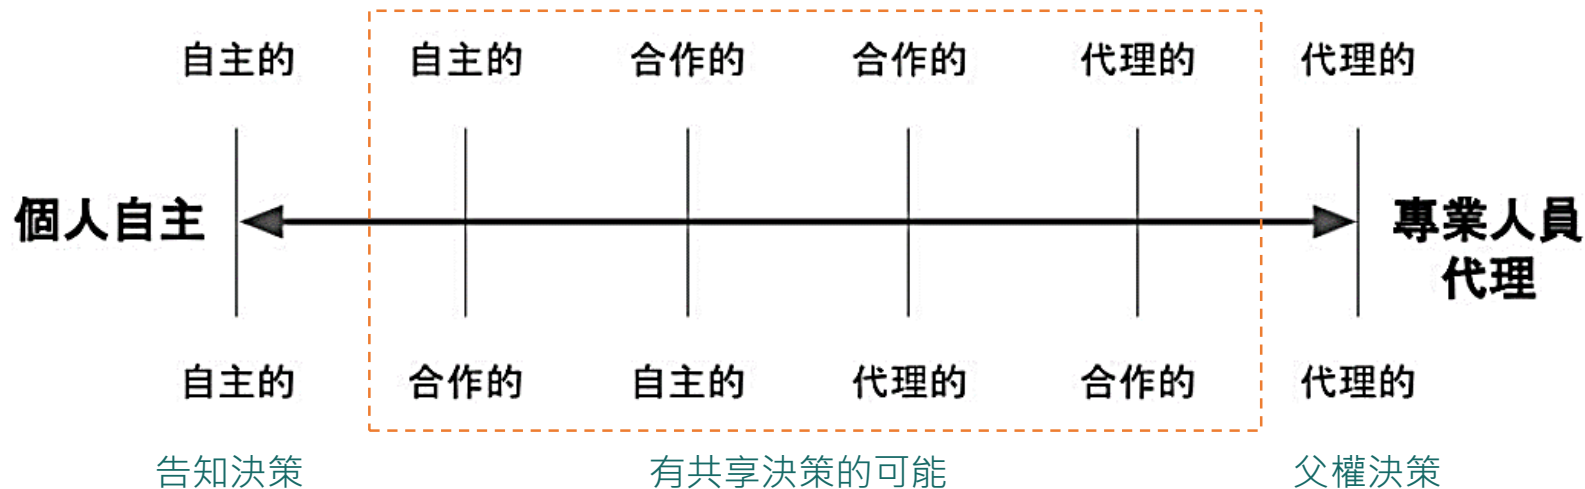 自主的 自主的 合作的 合作的 代理的 代理的
個人自主
專業人員
代理
自主的 合作的 自主的 代理的 合作的 代理的
告知決策 有共享決策的可能 父權決策